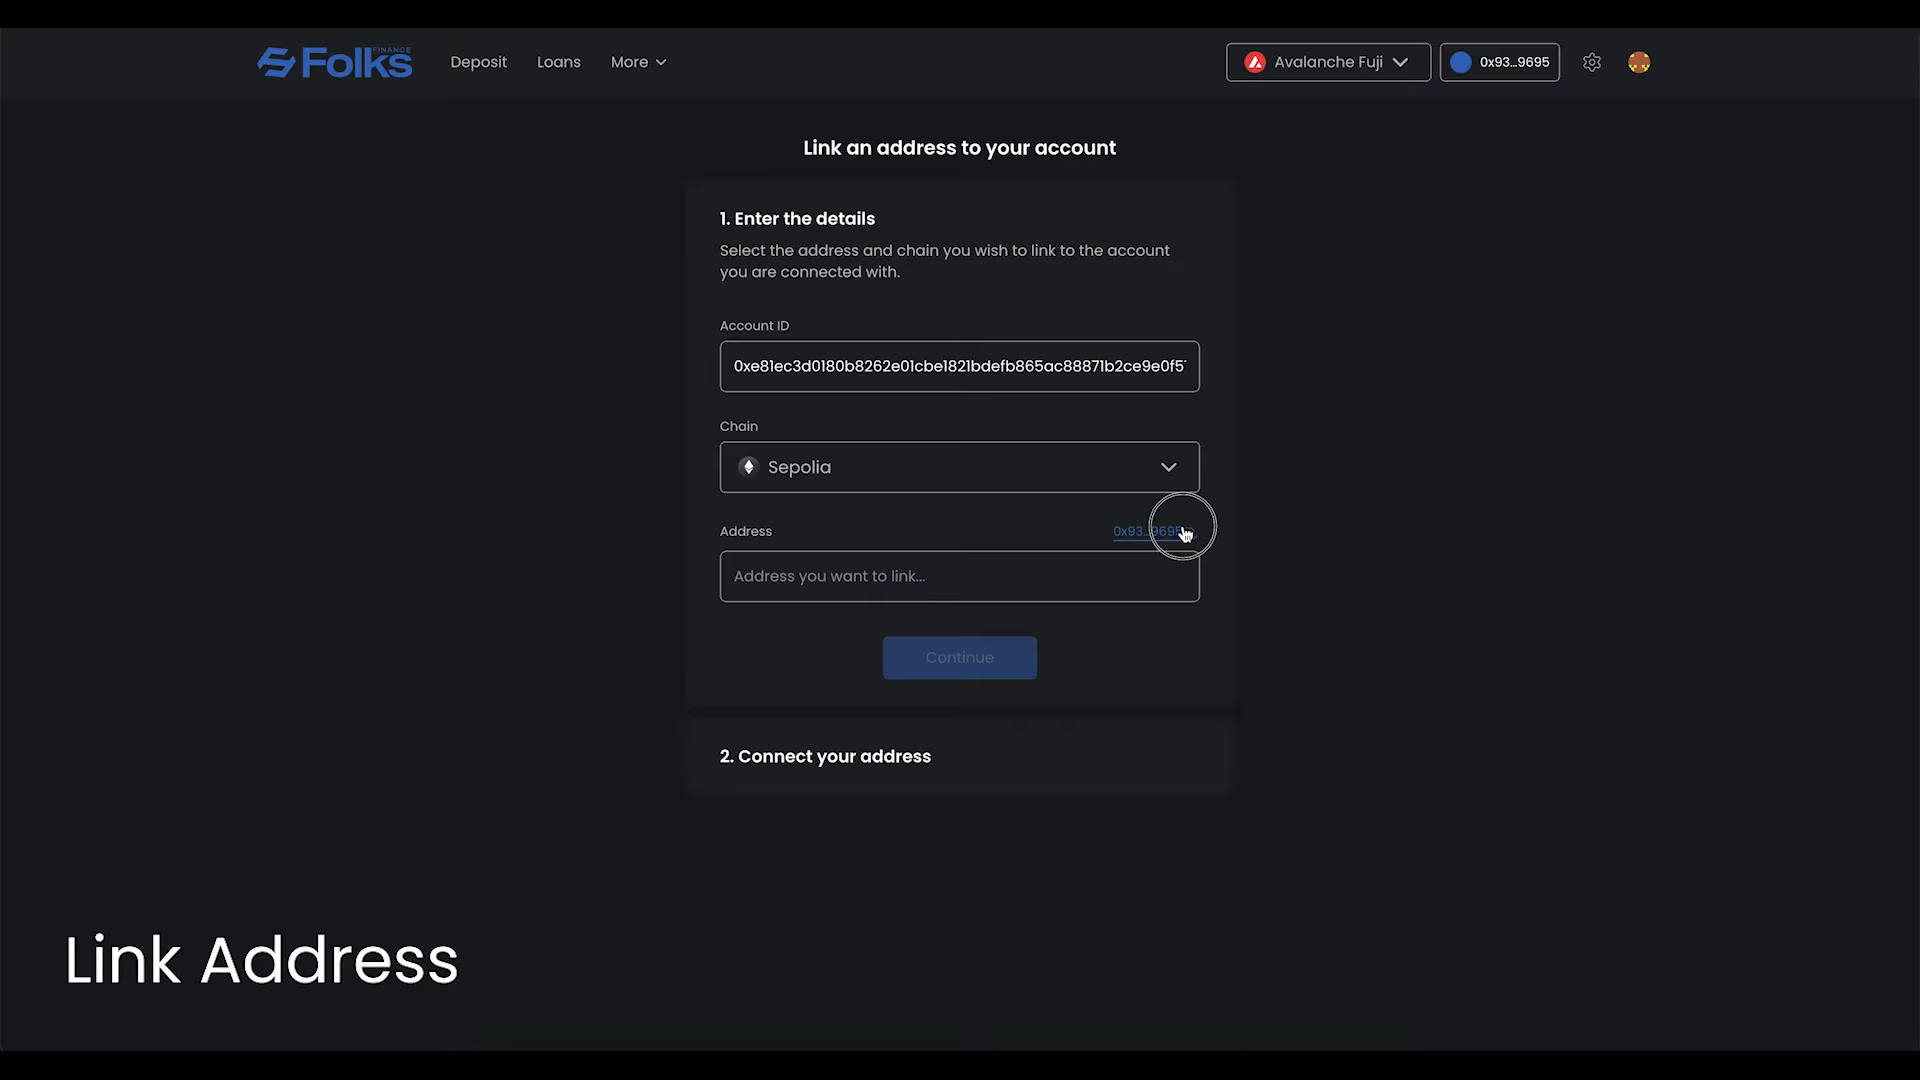 Folks
FINANCE
Deposit
Loans
More
Avalanche Fuji
0x93...9695
Link an address to your account
1. Enter the details
Select the address and chain you wish to link to the account
you are connected with.
Account ID
0xe81ec3d0180b8262e01cbe1821bdefb865ac88871b2ce9e0f5
Chain
Sepolia
Address
0x93...9695
Address you want to link...
Continue
2. Connect your address
Link Address